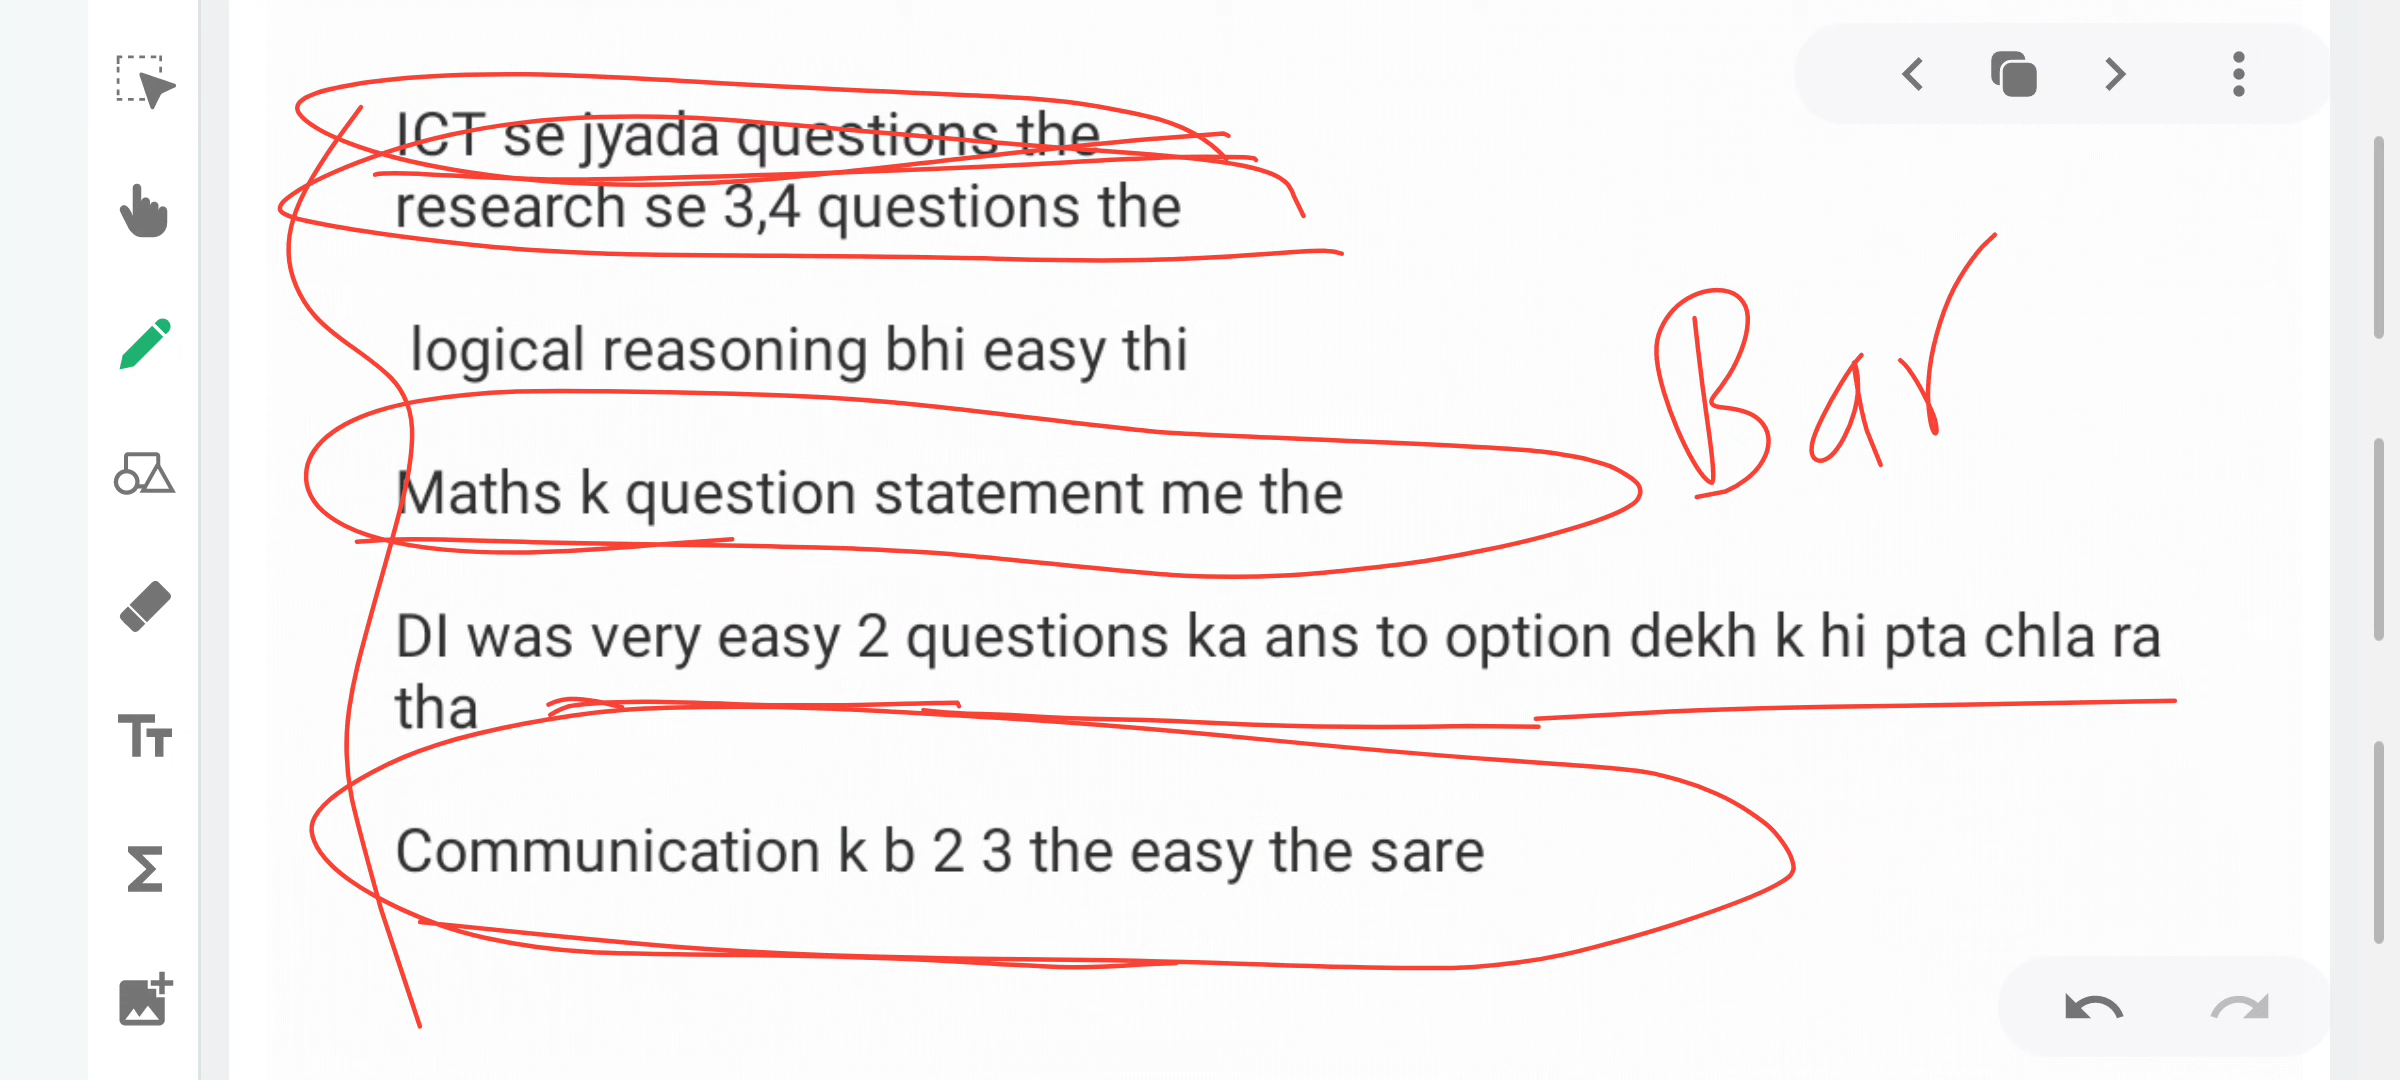 ICT se jyada questions the
research se 3,4 questions the
logical reasoning bhi easy thi
Bar
Maths k question statement me the
DI was very easy 2 questions ka ans to option dekh k hi pta chla ra
tha
Communication k b 2 3 the easy the sare